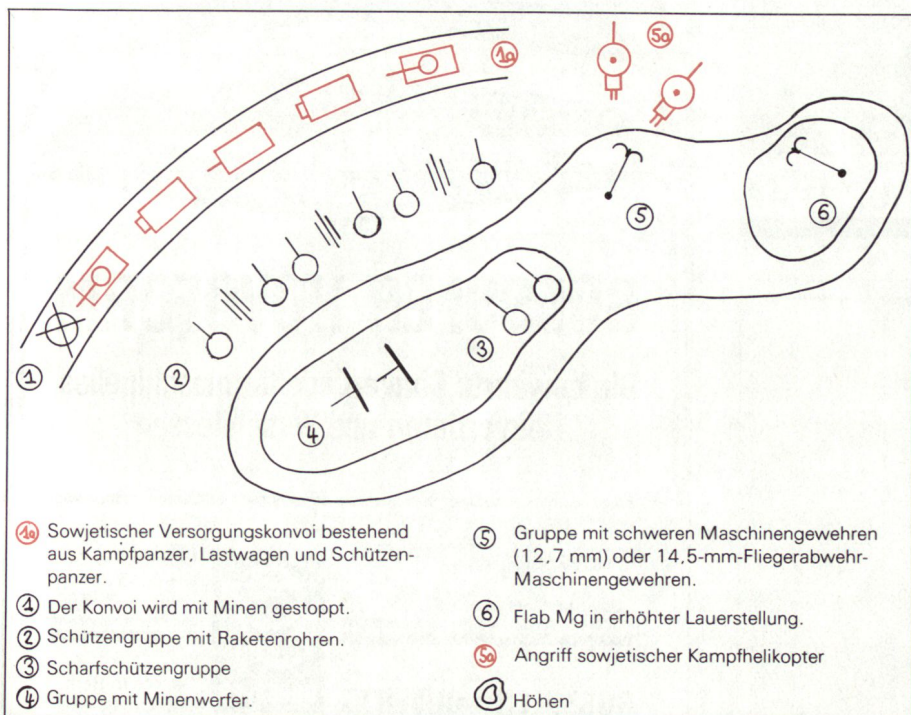 1a
5a
5
6
3
1
2
4
1a Sowjetischer Versorgungskonvoi bestehend
aus Kampfpanzer, Lastwagen und Schützen-
panzer.
1 Der Konvoi wird mit Minen gestoppt.
2 Schützengruppe mit Raketenrohren.
3 Scharfschützengruppe
4 Gruppe mit Minenwerfer.
5 Gruppe mit schweren Maschinengewehren
(12,7 mm) oder 14,5-mm-Fliegerabwehr-
Maschinengewehren.
6 Flab Mg in erhöhter Lauerstellung.
5a Angriff sowjetischer Kampfhelikopter
Höhen